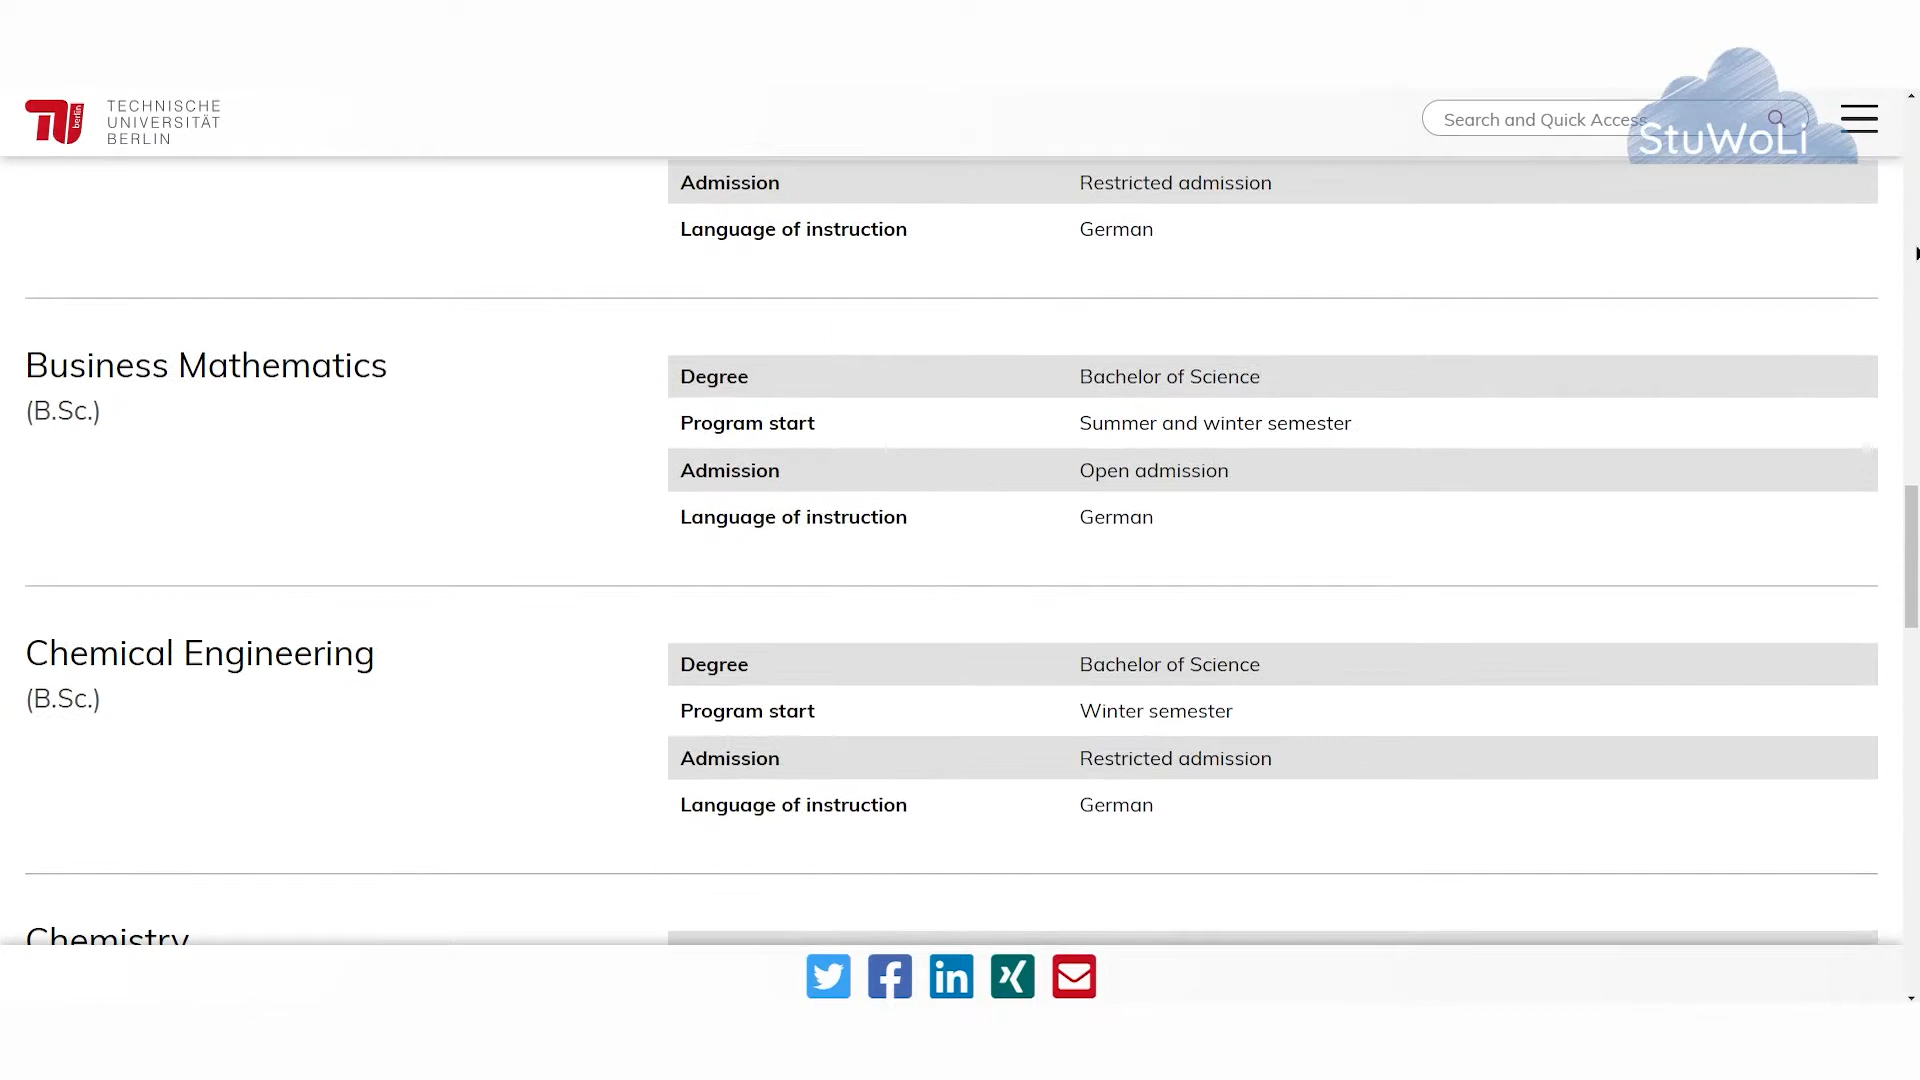 TECHNISCHE
UNIVERSITÄT
BERLIN
berlin
Search and Quick Access
StuWoLi
Admission Restricted admission
Language of instruction German
Business Mathematics
(B.Sc.)
Degree Bachelor of Science
Program start Summer and winter semester
Admission Open admission
Language of instruction German
Chemical Engineering
(B.Sc.)
Degree Bachelor of Science
Program start Winter semester
Admission Restricted admission
Language of instruction German
Chemistry